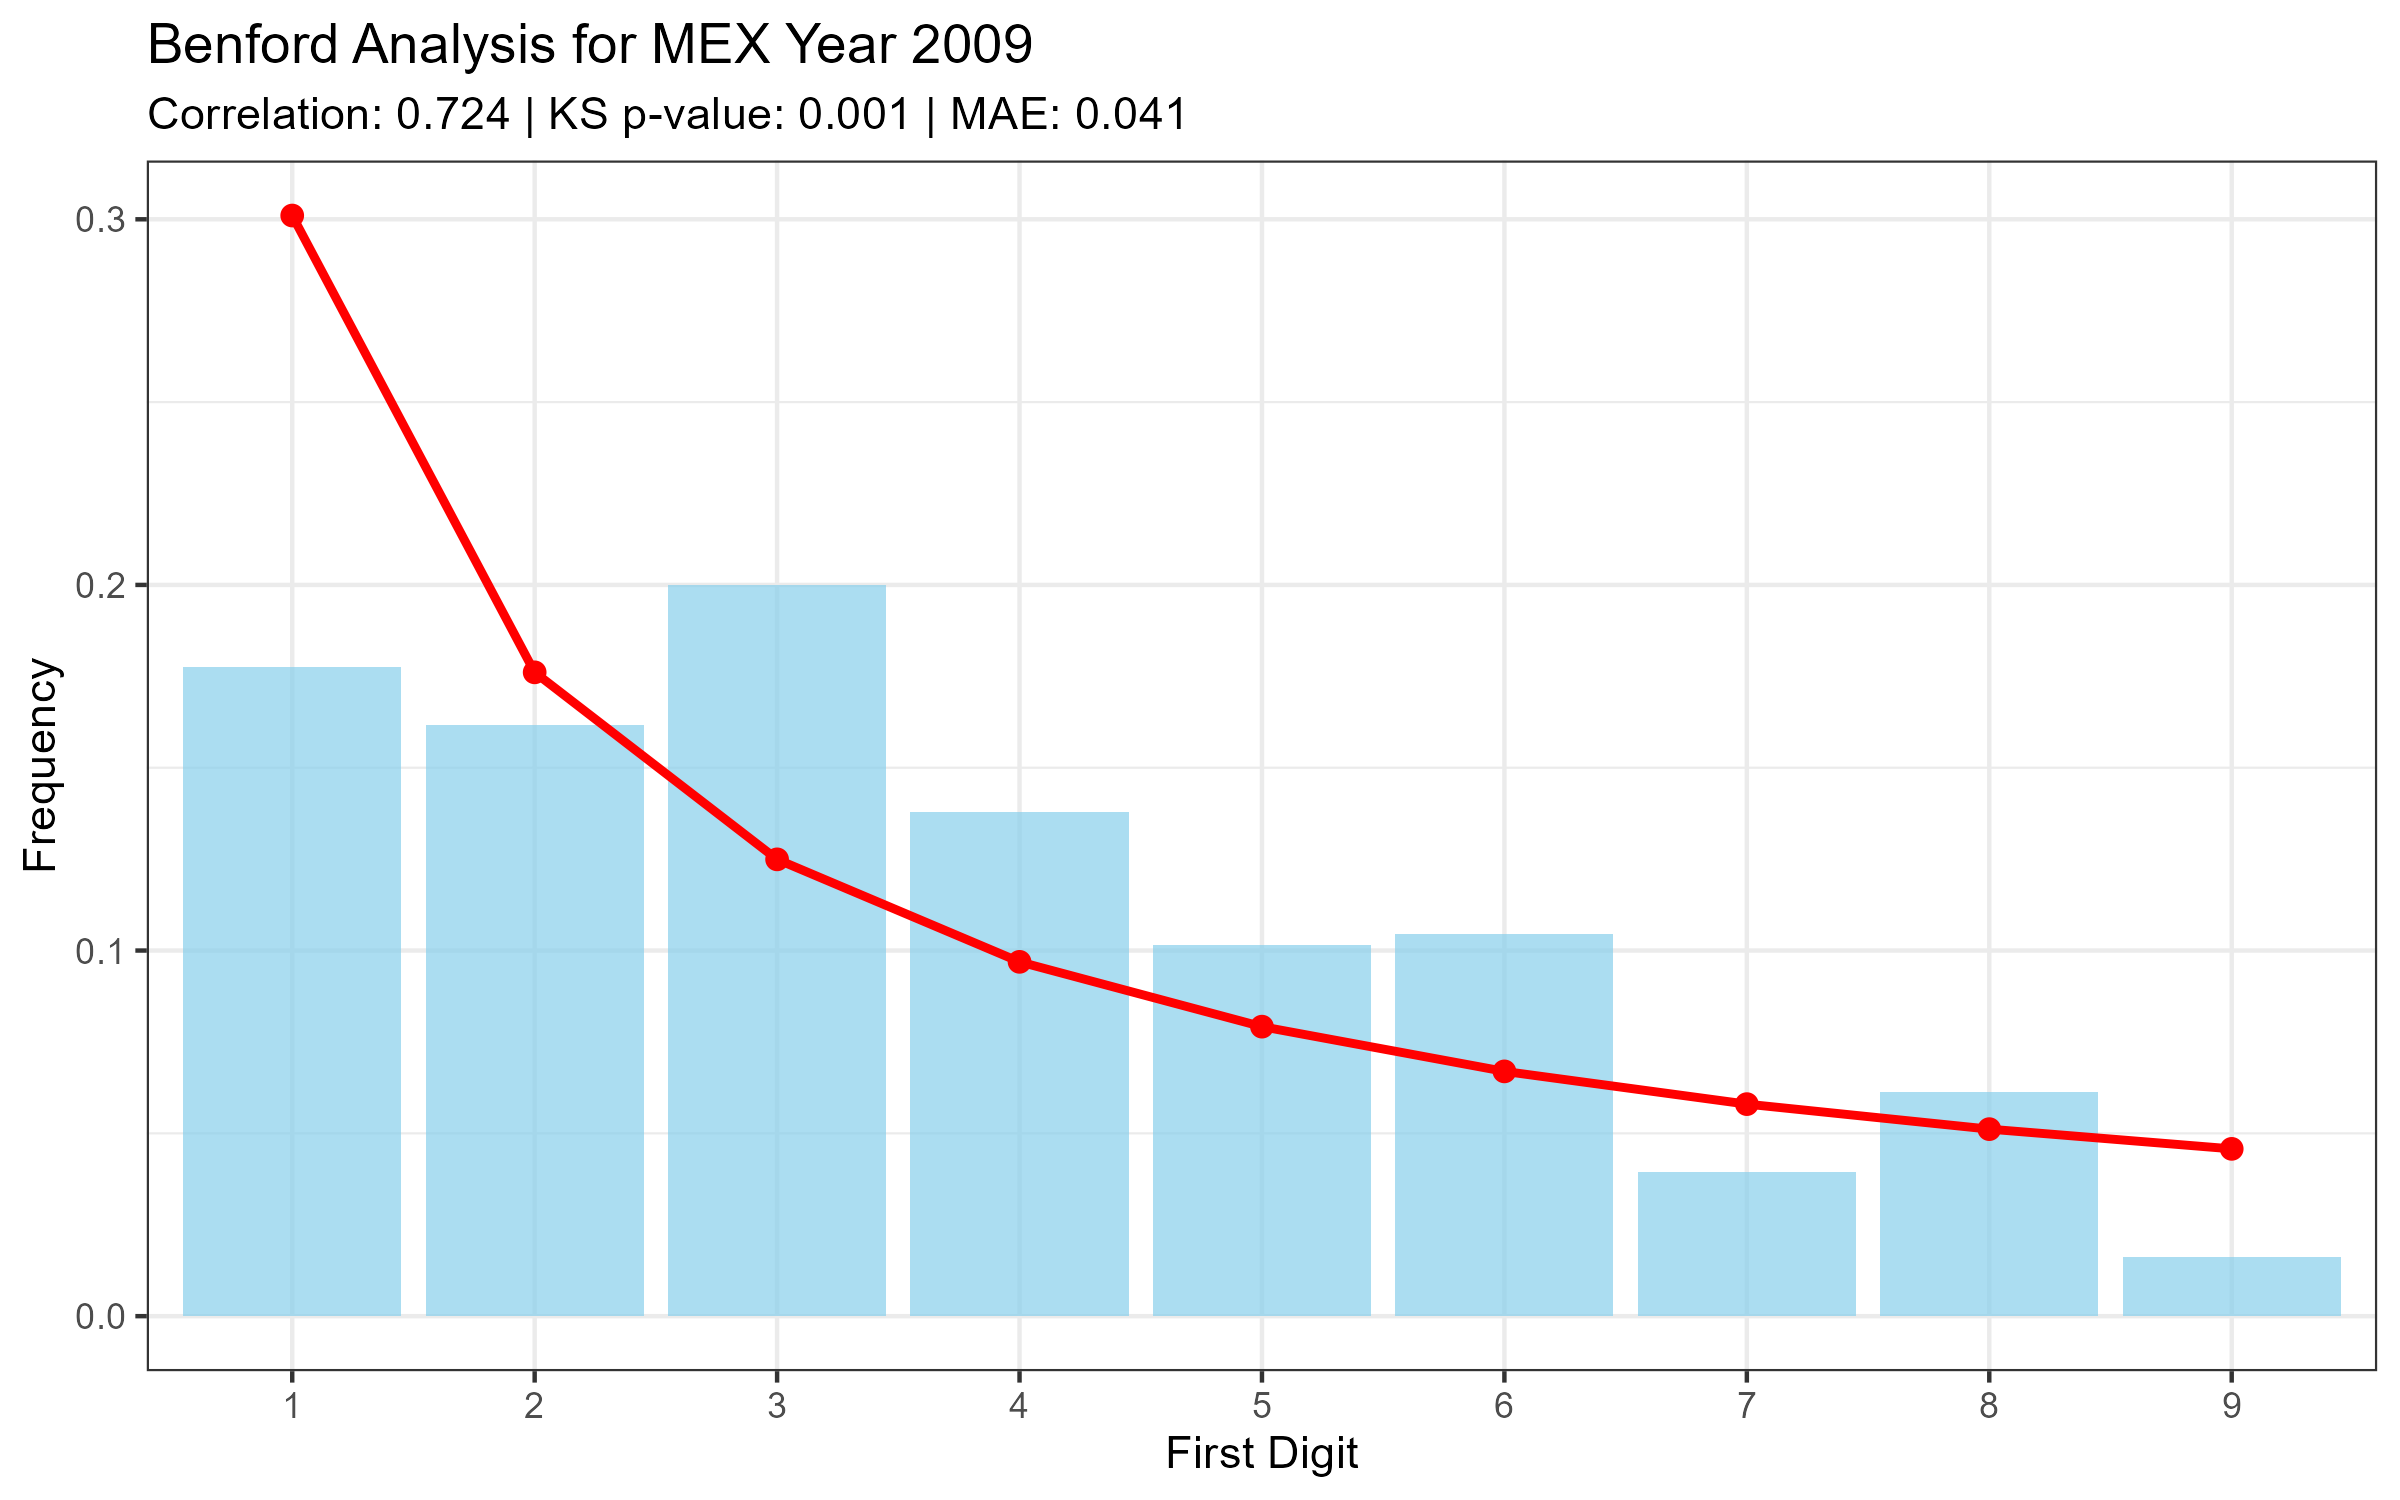 Benford Analysis for MEX Year 2009
Correlation: 0.724 | KS p-value: 0.001 | MAE: 0.041
0.3
0.2
0.1
0.0
Frequency
1 2 3 4 5 6 7 8 9
First Digit